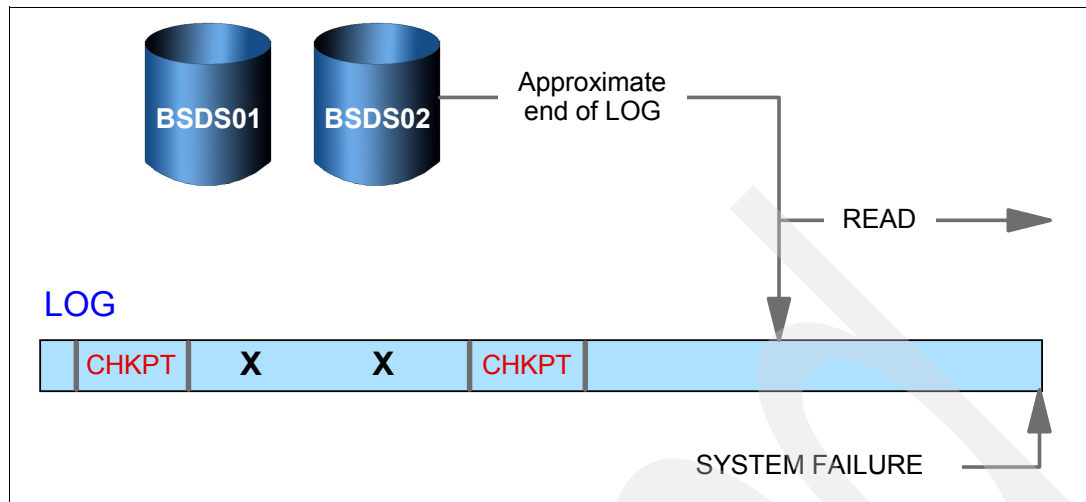 Approximate
end of LOG
BSDS01
BSDS02
READ
LOG
CHKPT X X CHKPT
SYSTEM FAILURE